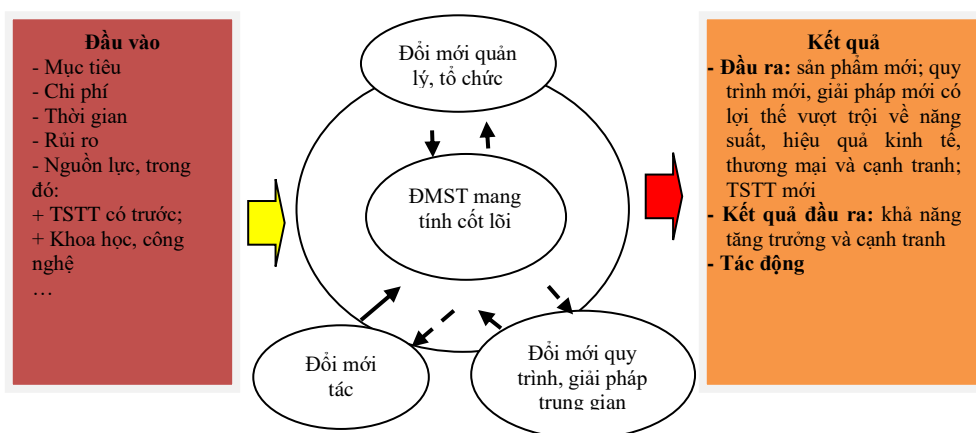 Đầu vào
- Mục tiêu
- Chi phí
- Thời gian
- Rủi ro
- Nguồn lực, trong
đó:
+ TSTT có trước;
+ Khoa học, công
nghệ
…
Đổi mới quản
lý, tổ chức
ĐMST mang
tính cốt lõi
Đổi mới
tác
Đổi mới quy
trình, giải pháp
trung gian
Kết quả
- Đầu ra: sản phẩm mới; quy
trình mới, giải pháp mới có
lợi thế vượt trội về năng
suất, hiệu quả kinh tế,
thương mại và cạnh tranh;
TSTT mới
- Kết quả đầu ra: khả năng
tăng trưởng và cạnh tranh
- Tác động